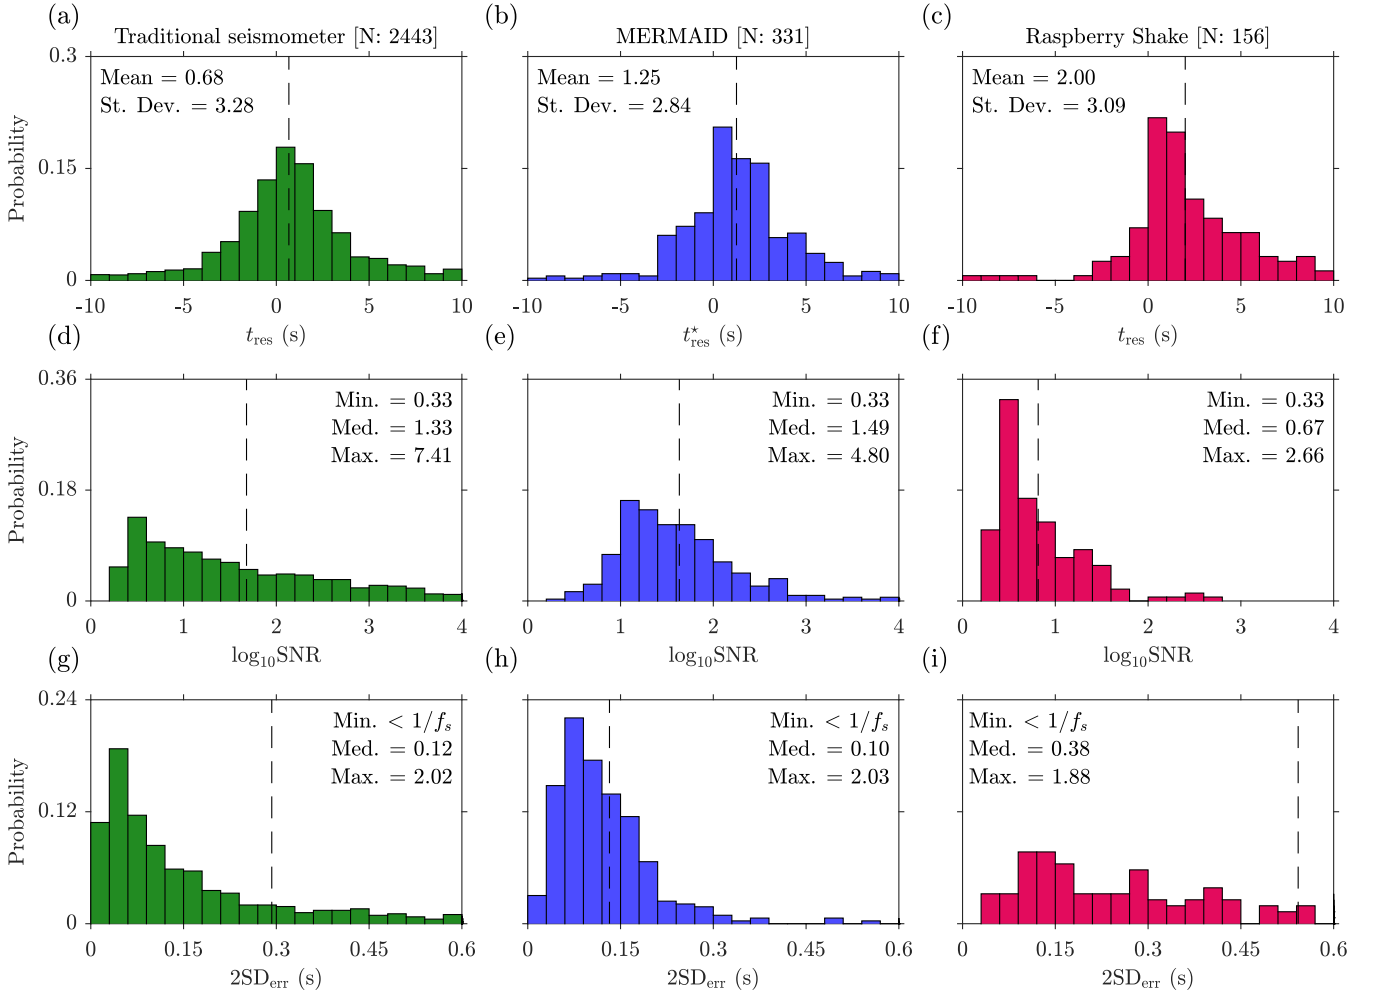 (a)
(b)
(c)
Traditional seismometer [N: 2443]
MERMAID [N: 331]
Raspberry Shake [N: 156]
0.3
Mean = 0.68
St. Dev. = 3.28
Mean = 1.25
St. Dev. = 2.84
Mean = 2.00
St. Dev. = 3.09
Probability
0.15
0
-10 -5 0 5 10
-10 -5 0 5 10
-10 -5 0 5 10
t_res (s)
t*_res (s)
t_res (s)
(d)
(e)
(f)
0.36
Min. = 0.33
Med. = 1.33
Max. = 7.41
Min. = 0.33
Med. = 1.49
Max. = 4.80
Min. = 0.33
Med. = 0.67
Max. = 2.66
Probability
0.18
0
0 1 2 3 4
0 1 2 3 4
0 1 2 3 4
log₁₀SNR
log₁₀SNR
log₁₀SNR
(g)
(h)
(i)
0.24
Min. < 1/f_s
Med. = 0.12
Max. = 2.02
Min. < 1/f_s
Med. = 0.10
Max. = 2.03
Min. < 1/f_s
Med. = 0.38
Max. = 1.88
Probability
0.12
0
0 0.15 0.3 0.45 0.6
0 0.15 0.3 0.45 0.6
0 0.15 0.3 0.45 0.6
2SD_err (s)
2SD_err (s)
2SD_err (s)